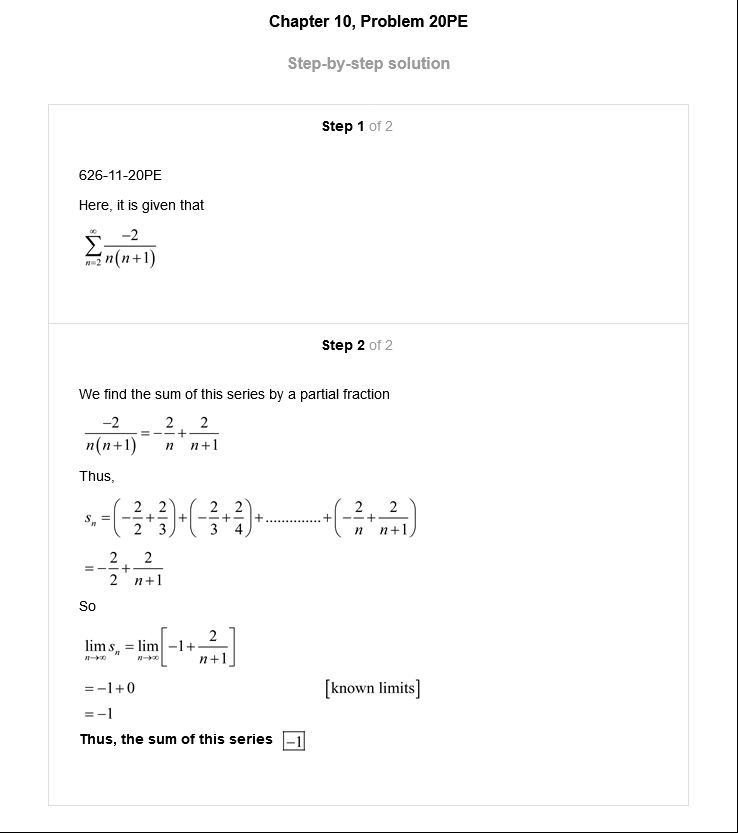 Chapter 10, Problem 20PE
Step-by-step solution
Step 1 of 2
626-11-20PE
Here, it is given that
\sum_{n=2}^{\infty} \frac{-2}{n(n+1)}
Step 2 of 2
We find the sum of this series by a partial fraction
\frac{-2}{n(n+1)} = -\frac{2}{n} + \frac{2}{n+1}
Thus,
s_n = \left(-\frac{2}{2} + \frac{2}{3}\right) + \left(-\frac{2}{3} + \frac{2}{4}\right) + .............. + \left(-\frac{2}{n} + \frac{2}{n+1}\right)
= -\frac{2}{2} + \frac{2}{n+1}
So
\lim_{n \to \infty} s_n = \lim_{n \to \infty} \left[-1 + \frac{2}{n+1}\right]
= -1 + 0 [known limits]
= -1
Thus, the sum of this series -1